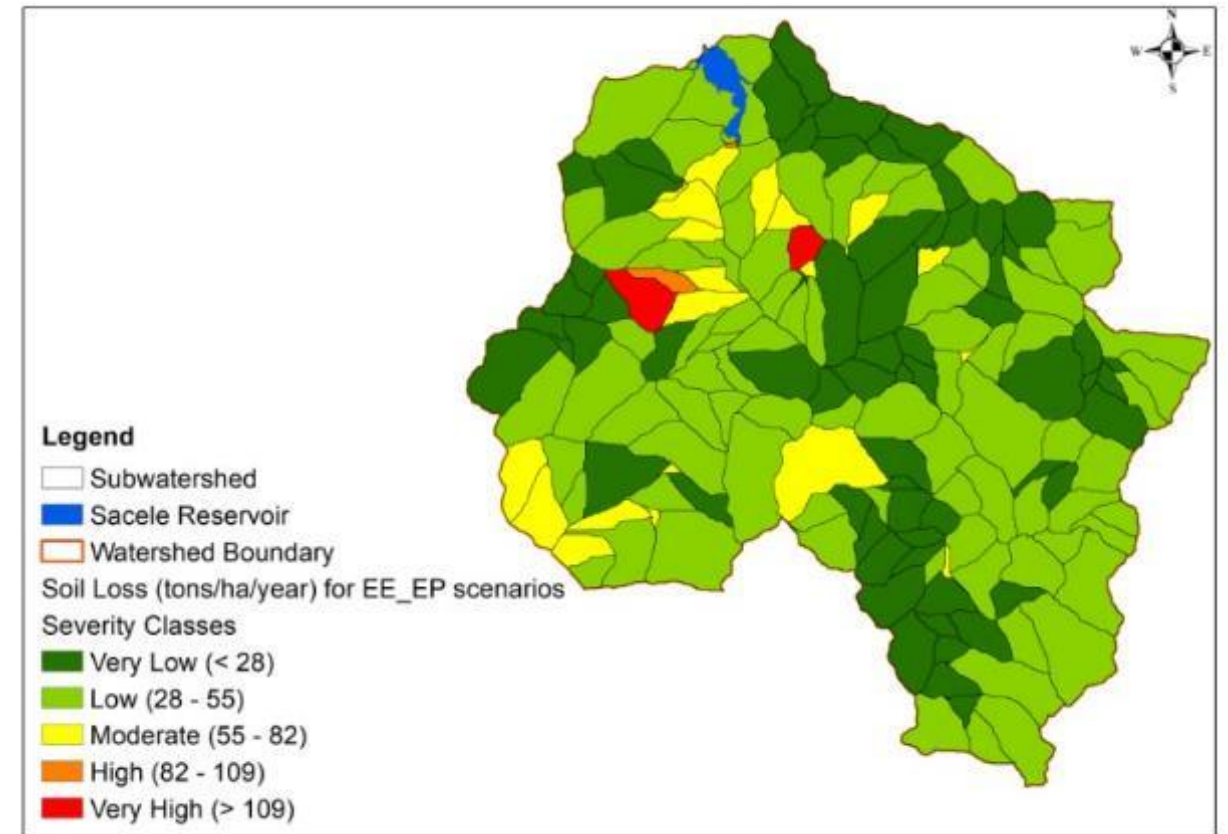 N
W E
S
Legend
Subwatershed
Sacele Reservoir
Watershed Boundary
Soil Loss (tons/ha/year) for EE_EP scenarios
Severity Classes
Very Low (< 28)
Low (28 - 55)
Moderate (55 - 82)
High (82 - 109)
Very High (> 109)